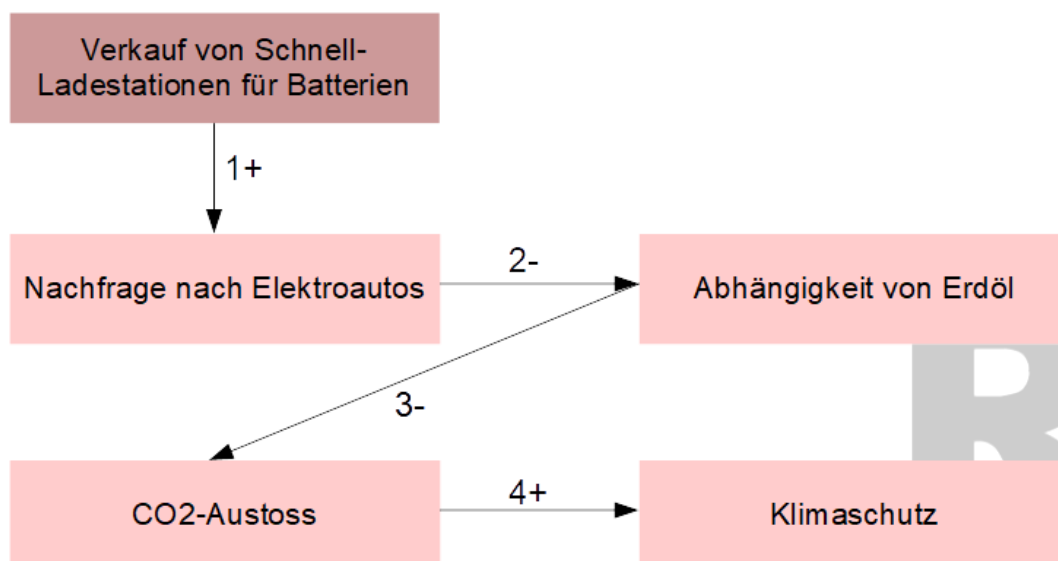 Verkauf von Schnell-
Ladestationen für Batterien
1+
Nachfrage nach Elektroautos
2-
Abhängigkeit von Erdöl
3-
CO2-Austoss
4+
Klimaschutz
R